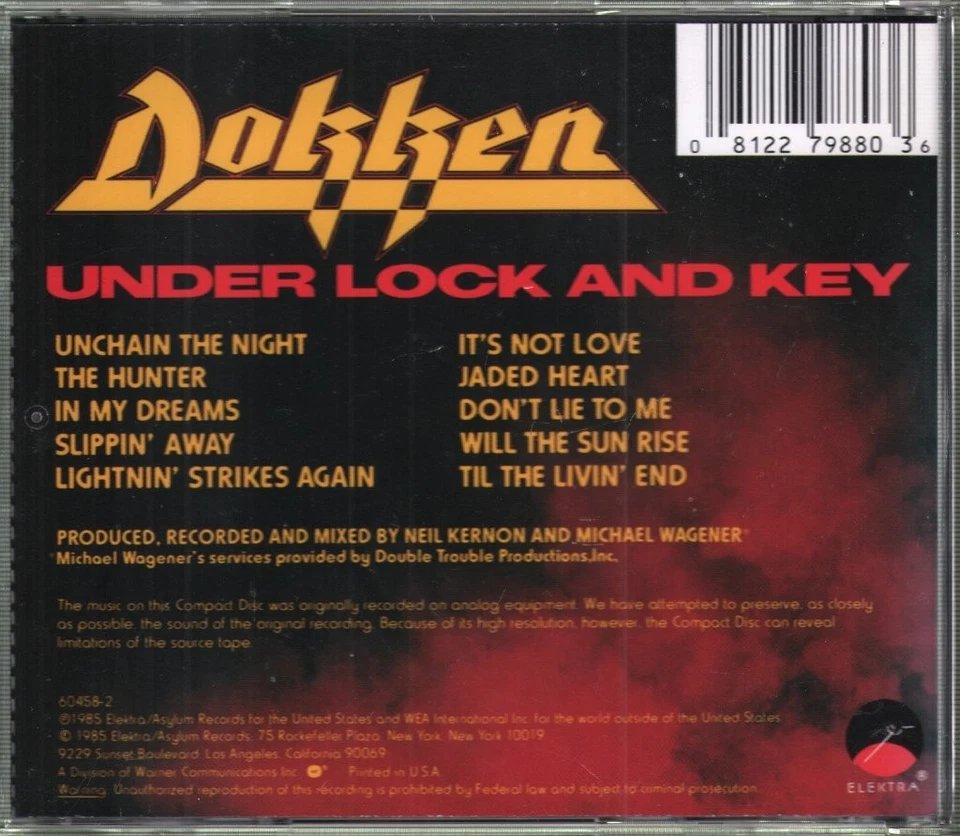 0 81227 98803 6
Dokken
UNDER LOCK AND KEY
UNCHAIN THE NIGHT
THE HUNTER
IN MY DREAMS
SLIPPIN' AWAY
LIGHTNIN' STRIKES AGAIN
IT'S NOT LOVE
JADED HEART
DON'T LIE TO ME
WILL THE SUN RISE
TIL THE LIVIN' END
PRODUCED, RECORDED AND MIXED BY NEIL KERNON AND MICHAEL WAGENER*
*Michael Wagener's services provided by Double Trouble Productions,Inc.
The music on this Compact Disc was originally recorded on analog equipment. We have attempted to preserve, as closely
as possible, the sound of the original recording. Because of its high resolution, however, the Compact Disc can reveal
limitations of the source tape.
60458-2
℗1985 Elektra/Asylum Records for the United States and WEA International Inc. for the world outside of the United States.
© 1985 Elektra/Asylum Records, 75 Rockefeller Plaza, New York, New York 10019
9229 Sunset Boulevard, Los Angeles, California 90069
A Division of Warner Communications Inc. ® Printed in U.S.A.
Warning: Unauthorized reproduction of this recording is prohibited by Federal law and subject to criminal prosecution.
ELEKTRA®